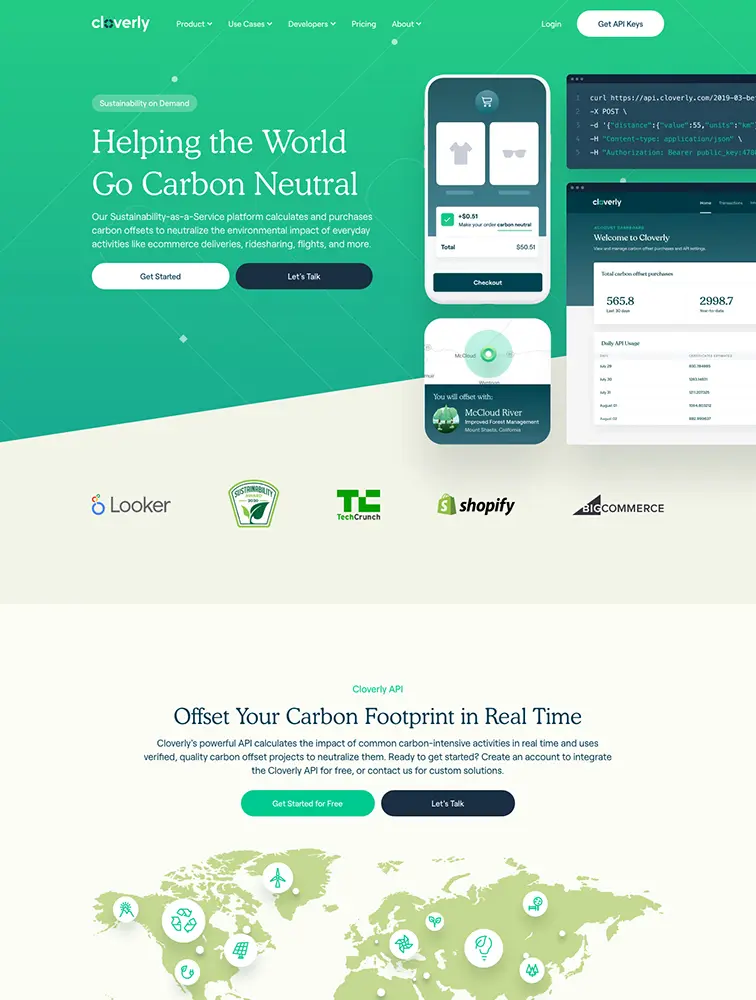 cloverly
Product
Use Cases
Developers
Pricing
About
Login
Get API Keys
Sustainability on Demand
Helping the World
Go Carbon Neutral
Our Sustainability-as-a-Service platform calculates and purchases
carbon offsets to neutralize the environmental impact of everyday
activities like ecommerce deliveries, ridesharing, flights, and more.
Get Started
Let's Talk
+$0.51
Make your order carbon neutral
Total $50.51
Checkout
1 curl https://api.cloverly.com/2019-03-be
2 -X POST \
3 -d '{"distance":{"value":55,"units":"km"
4 -H "Content-type: application/json" \
5 -H "Authorization: Bearer public_key:470
cloverly
Home
Transactions
Welcome to Cloverly
View and manage carbon offset purchases and API settings.
Total carbon offset purchases
565.8 2998.7
Last 30 days Year-to-date
Daily API Usage
July 29
July 30
July 31
August 01
August 02
McCloud
You will offset with:
McCloud River
Improved Forest Management
Mount Shasta, California
Looker
SUSTAINABILITY
2020
TC
TechCrunch
shopify
BIGCOMMERCE
Cloverly API
Offset Your Carbon Footprint in Real Time
Cloverly's powerful API calculates the impact of common carbon-intensive activities in real time and uses
verified, quality carbon offset projects to neutralize them. Ready to get started? Create an account to integrate
the Cloverly API for free, or contact us for custom solutions.
Get Started for Free
Let's Talk